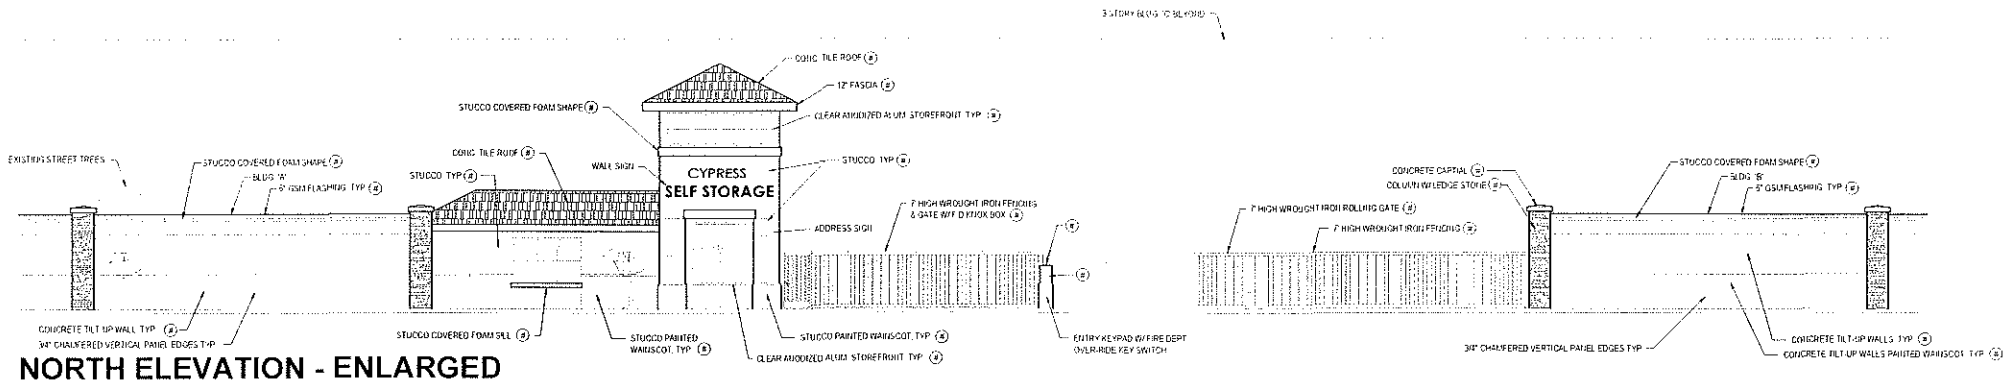 3 STORY BLDG 'D' BEYOND
CONC TILE ROOF #
12" FASCIA #
STUCCO COVERED FOAM SHAPE #
CLEAR ANODIZED ALUM STOREFRONT TYP #
EXISTING STREET TREES
STUCCO COVERED FOAM SHAPE #
BLDG 'A'
6" GSM FLASHING TYP #
CONC TILE ROOF #
STUCCO TYP #
WALL SIGN
STUCCO TYP #
CYPRESS
SELF STORAGE
7' HIGH WROUGHT IRON FENCING
& GATE W/F D KNOX BOX #
ADDRESS SIGN
#
#
CONCRETE TILT-UP WALL TYP #
3/4" CHAMFERED VERTICAL PANEL EDGES TYP
STUCCO COVERED FOAM SILL #
STUCCO PAINTED
WAINSCOT, TYP #
STUCCO PAINTED WAINSCOT, TYP #
CLEAR ANODIZED ALUM STOREFRONT TYP #
ENTRY KEYPAD W/FIRE DEPT
OVER-RIDE KEY SWITCH
CONCRETE CAPTIAL #
COLUMN W/LEDGE STONE #
7' HIGH WROUGHT IRON ROLLING GATE #
7' HIGH WROUGHT IRON FENCING #
STUCCO COVERED FOAM SHAPE #
BLDG 'B'
6" GSM FLASHING TYP #
3/4" CHAMFERED VERTICAL PANEL EDGES TYP
CONCRETE TILT-UP WALLS TYP #
CONCRETE TILT-UP WALLS PAINTED WAINSCOT TYP #
NORTH ELEVATION - ENLARGED